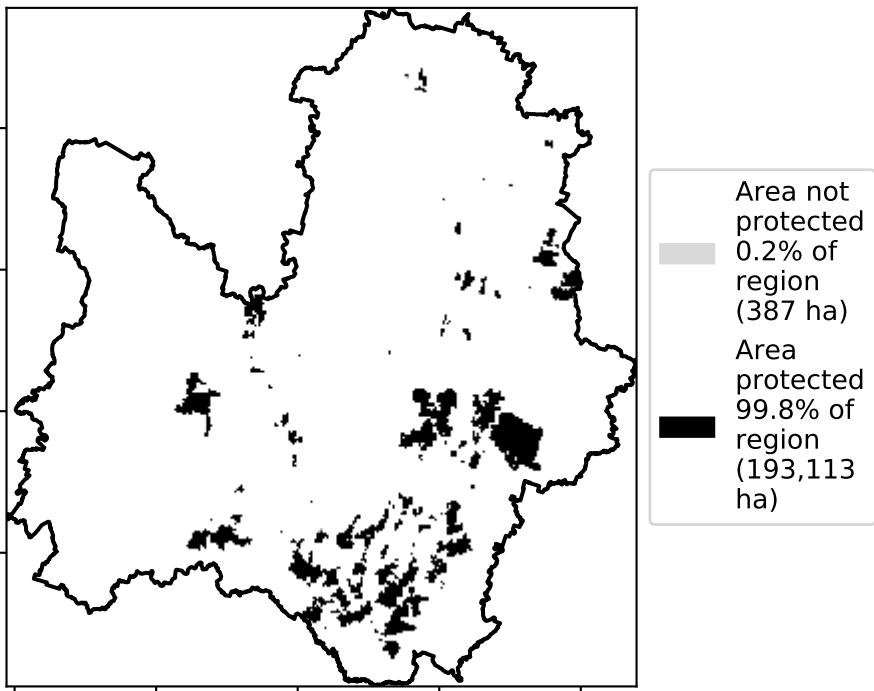 Area not
protected
0.2% of
region
(387 ha)
Area
protected
99.8% of
region
(193,113
ha)